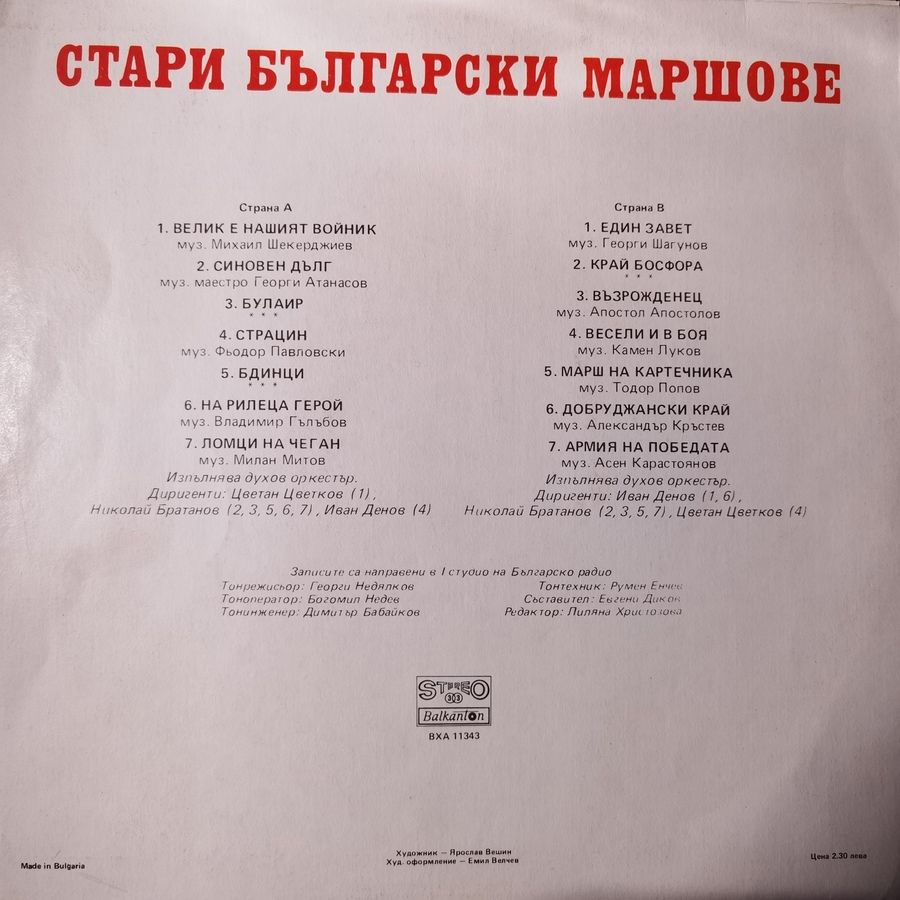 СТАРИ БЪЛГАРСКИ МАРШОВЕ
Страна А
1. ВЕЛИК Е НАШИЯТ ВОЙНИК
муз. Михаил Шекерджиев
2. СИНОВЕН ДЪЛГ
муз. маестро Георги Атанасов
3. БУЛАИР
* * *
4. СТРАЦИН
муз. Фьодор Павловски
5. БДИНЦИ
* * *
6. НА РИЛЕЦА ГЕРОЙ
муз. Владимир Гълъбов
7. ЛОМЦИ НА ЧЕГАН
муз. Милан Митов
Изпълнява духов оркестър.
Диригенти: Цветан Цветков (1),
Николай Братанов (2, 3, 5, 6, 7), Иван Денов (4)
Страна В
1. ЕДИН ЗАВЕТ
муз. Георги Шагунов
2. КРАЙ БОСФОРА
* * *
3. ВЪЗРОЖДЕНЕЦ
муз. Апостол Апостолов
4. ВЕСЕЛИ И В БОЯ
муз. Камен Луков
5. МАРШ НА КАРТЕЧНИКА
муз. Тодор Попов
6. ДОБРУДЖАНСКИ КРАЙ
муз. Александър Кръстев
7. АРМИЯ НА ПОБЕДАТА
муз. Асен Карастоянов
Изпълнява духов оркестър.
Диригенти: Иван Денов (1, 6),
Николай Братанов (2, 3, 5, 7), Цветан Цветков (4)
Записите са направени в I студио на Българско радио
Тонрежисьор: Георги Недялков
Тоноператор: Богомил Недев
Тонинженер: Димитър Бабайков
Тонтехник: Румен Енчев
Съставител: Евгени Диков
Редактор: Лиляна Христозова
STEREO
33
Balkanton
ВХА 11343
Made in Bulgaria
Художник — Ярослав Вешин
Худ. оформление — Емил Велчев
Цена 2.30 лева